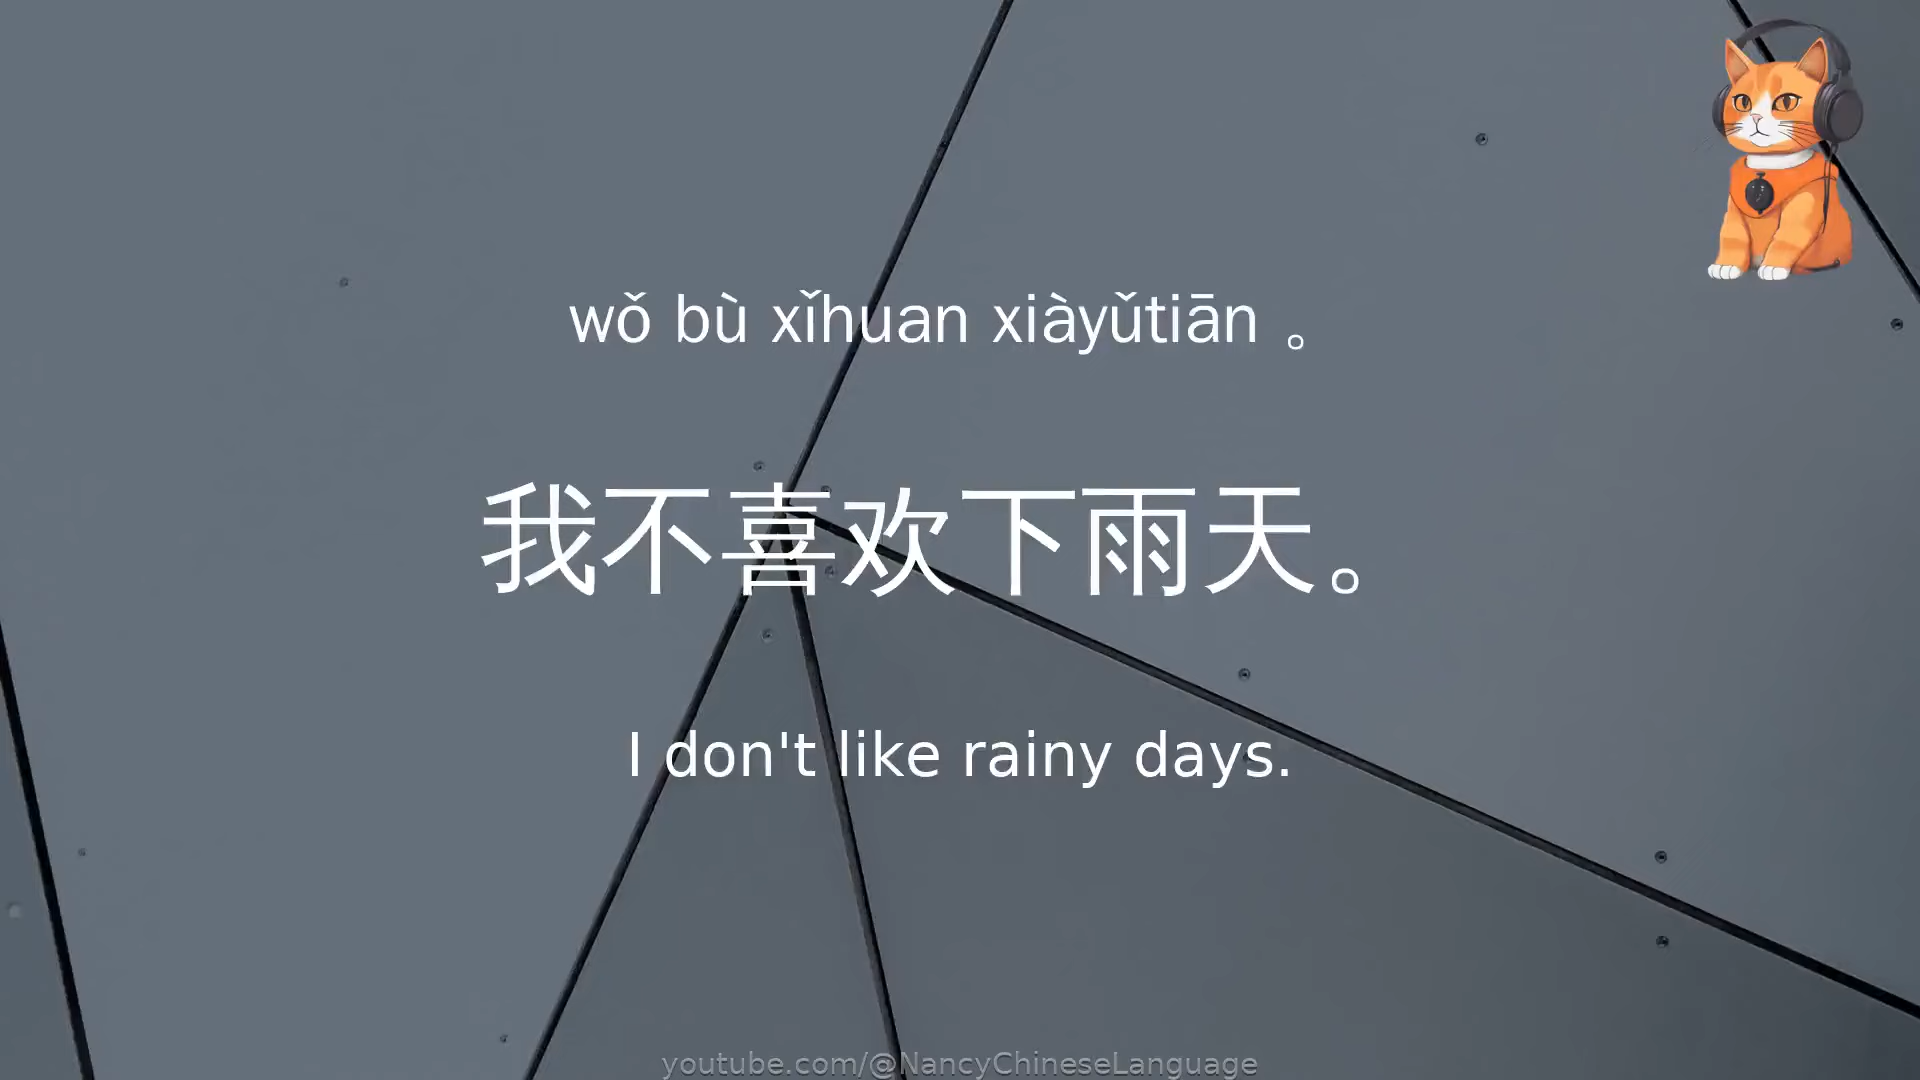 wǒ bù xǐhuan xiàyǔtiān 。
我不喜欢下雨天。
I don't like rainy days.
youtube.com/@NancyChineseLanguage